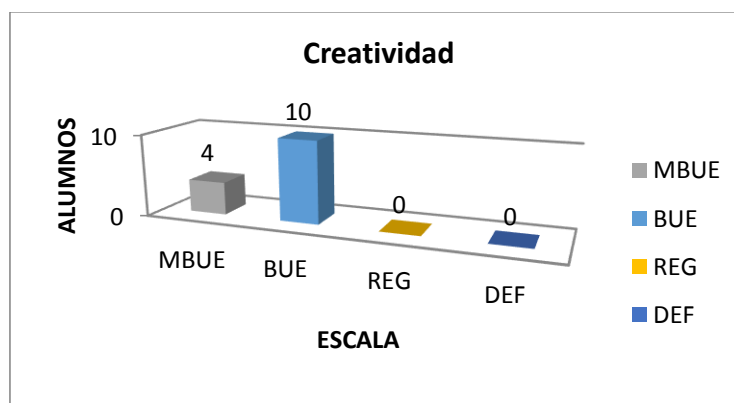 Creatividad
ALUMNOS
10
0
4
10
0
0
MBUE
BUE
REG
DEF
ESCALA
MBUE
BUE
REG
DEF